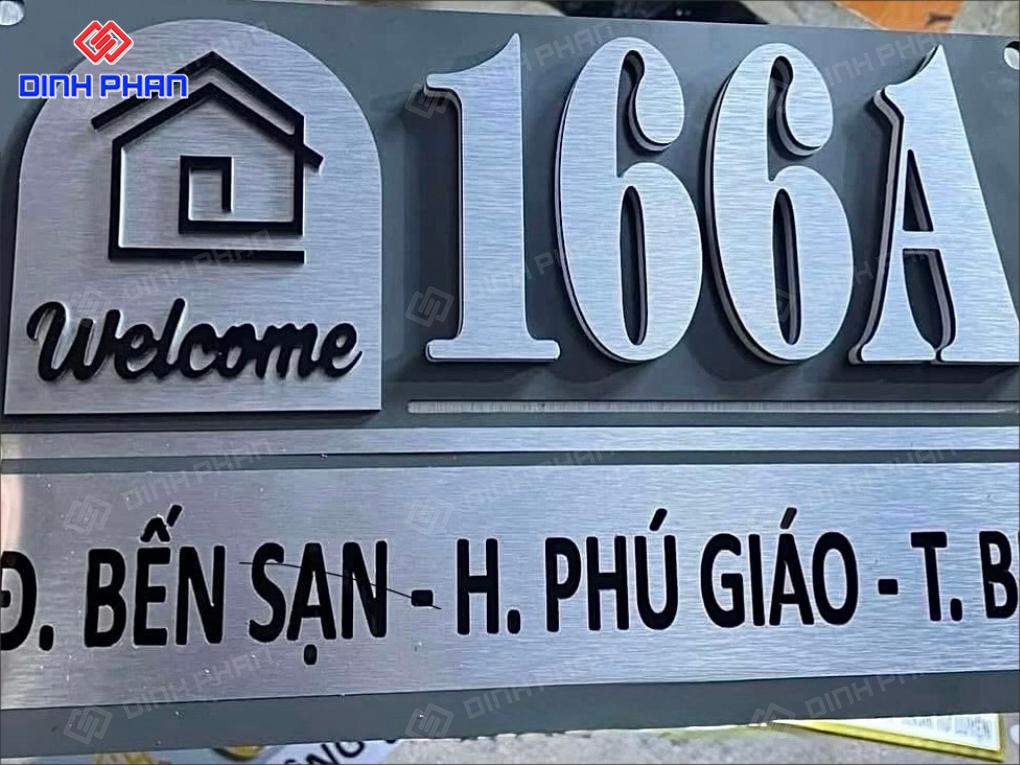 DINH PHAN
166A
Welcome
Đ. BẾN SẠN - H. PHÚ GIÁO - T. B